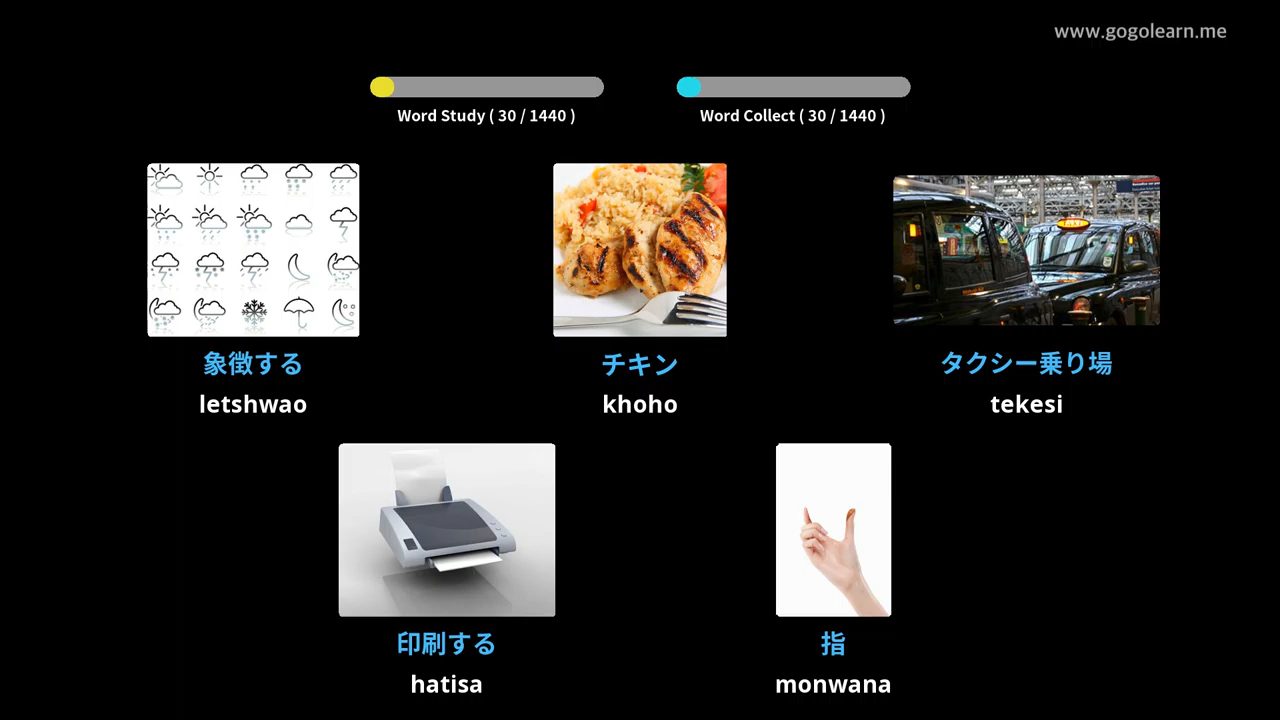 www.gogolearn.me
Word Study ( 30 / 1440 )
Word Collect ( 30 / 1440 )
象徴する
letshwao
チキン
khoho
タクシー乗り場
tekesi
印刷する
hatisa
指
monwana